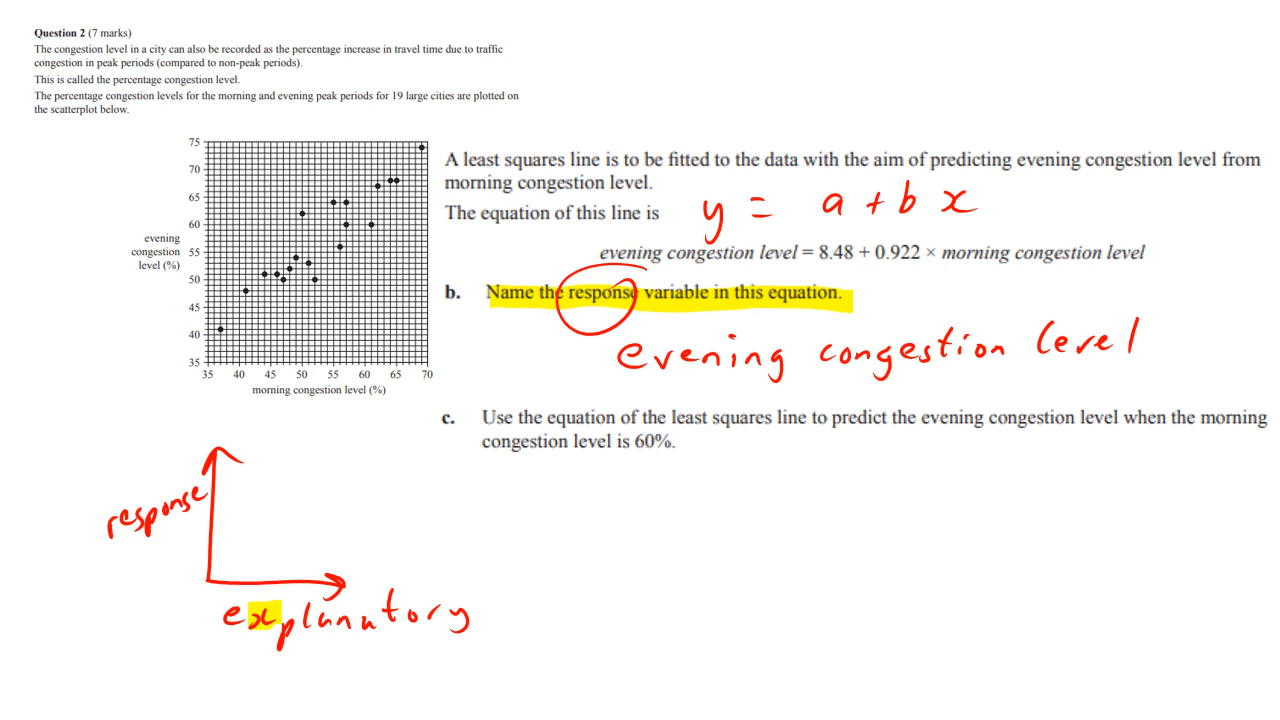 Question 2 (7 marks)
The congestion level in a city can also be recorded as the percentage increase in travel time due to traffic
congestion in peak periods (compared to non-peak periods).
This is called the percentage congestion level.
The percentage congestion levels for the morning and evening peak periods for 19 large cities are plotted on
the scatterplot below.
75
70
65
60
55
50
45
40
35
evening
congestion
level (%)
35 40 45 50 55 60 65 70
morning congestion level (%)
A least squares line is to be fitted to the data with the aim of predicting evening congestion level from
morning congestion level.
The equation of this line is
y = a + b x
evening congestion level = 8.48 + 0.922 × morning congestion level
b. Name the response variable in this equation.
evening congestion level
c. Use the equation of the least squares line to predict the evening congestion level when the morning
congestion level is 60%.
response
explanatory